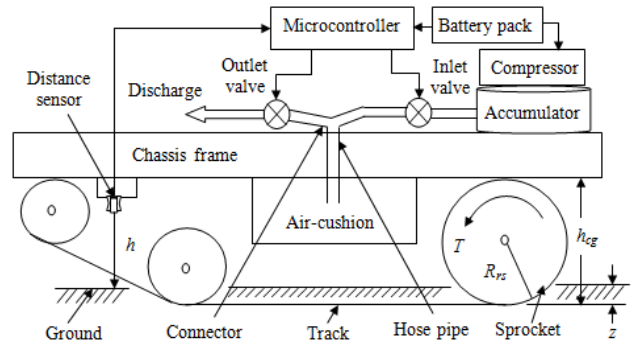 Microcontroller
Battery pack
Distance
sensor
Discharge
Outlet
valve
Inlet
valve
Compressor
Accumulator
Chassis frame
Air-cushion
h
T
R_rs
h_cg
z
Ground
Connector
Track
Hose pipe
Sprocket